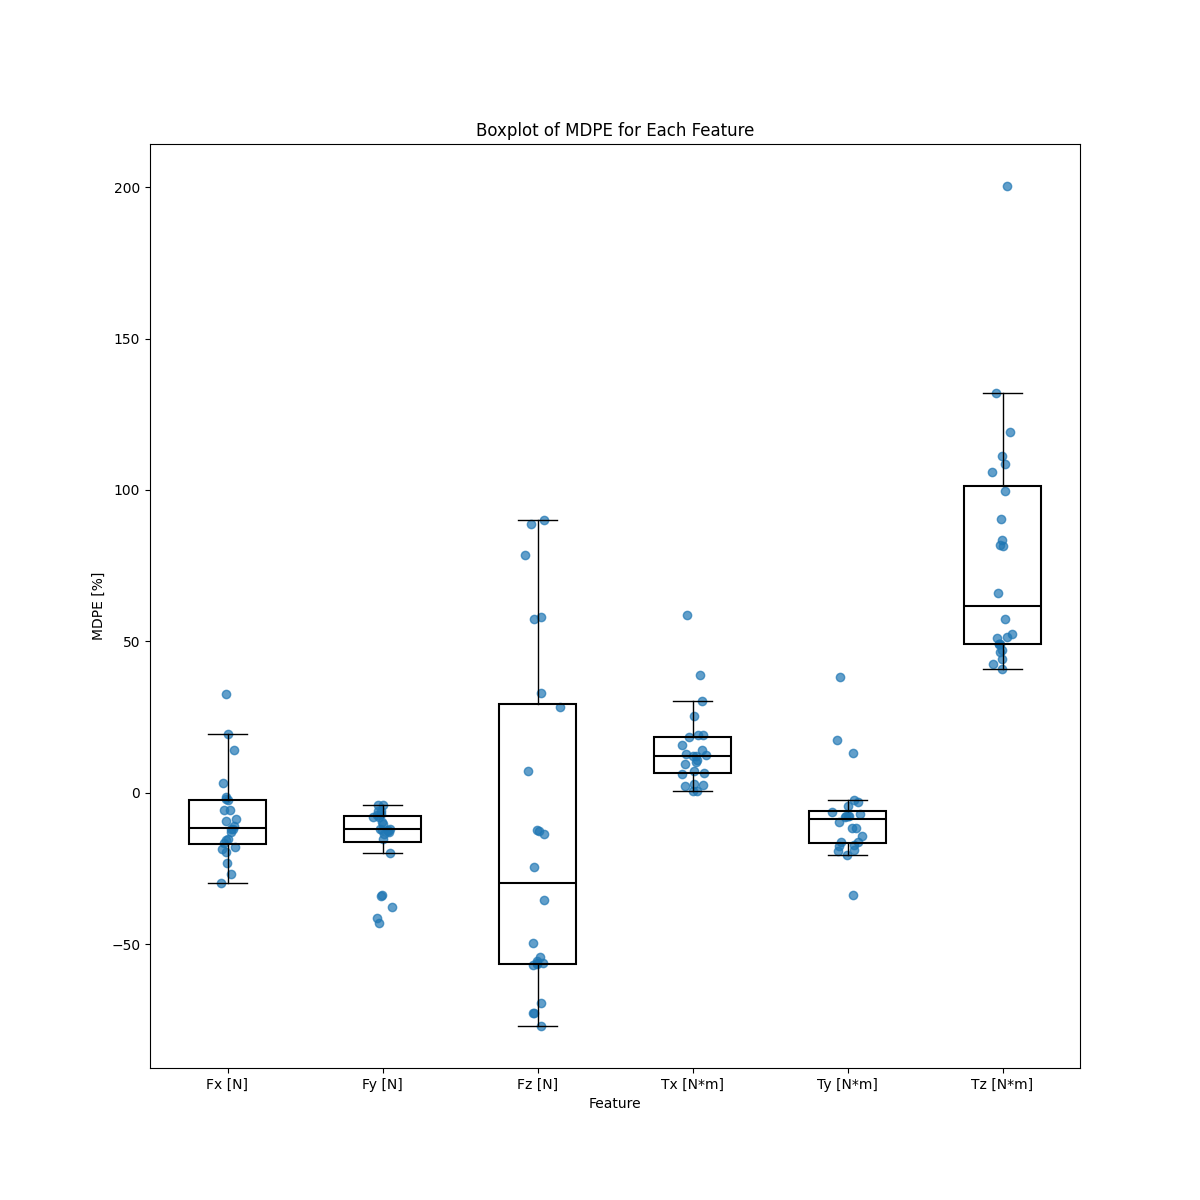 Boxplot of MDPE for Each Feature
200
150
100
50
0
−50
MDPE [%]
Fx [N] Fy [N] Fz [N] Tx [N*m] Ty [N*m] Tz [N*m]
Feature